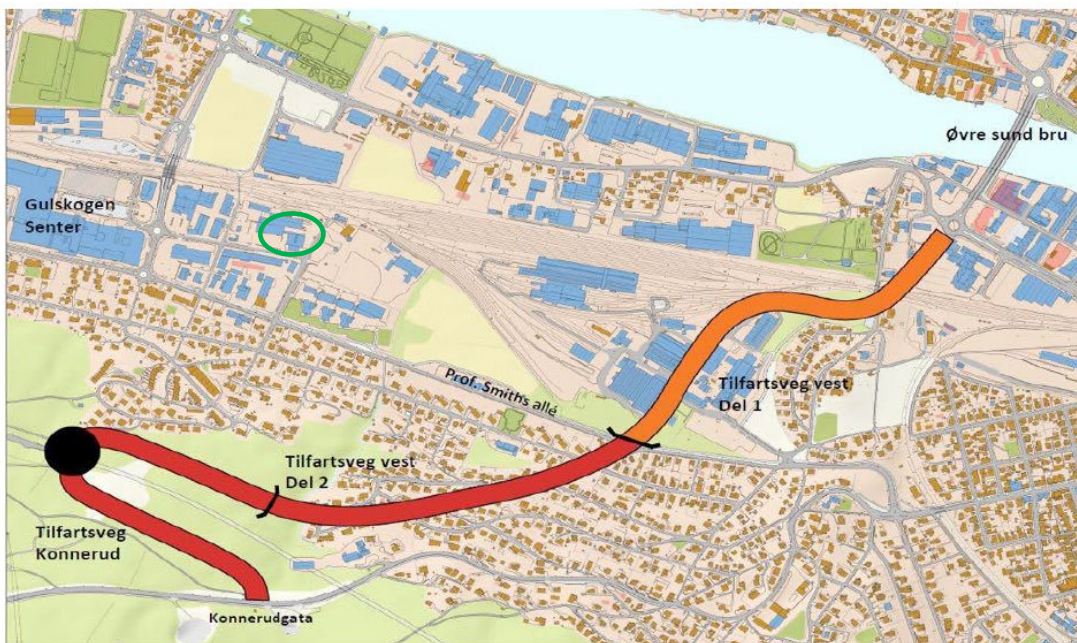 Øvre sund bru
Gulskogen
Senter
Prof. Smiths allé
Tilfartsveg vest
Del 1
Tilfartsveg vest
Del 2
Tilfartsveg
Konnerud
Konnerudgata